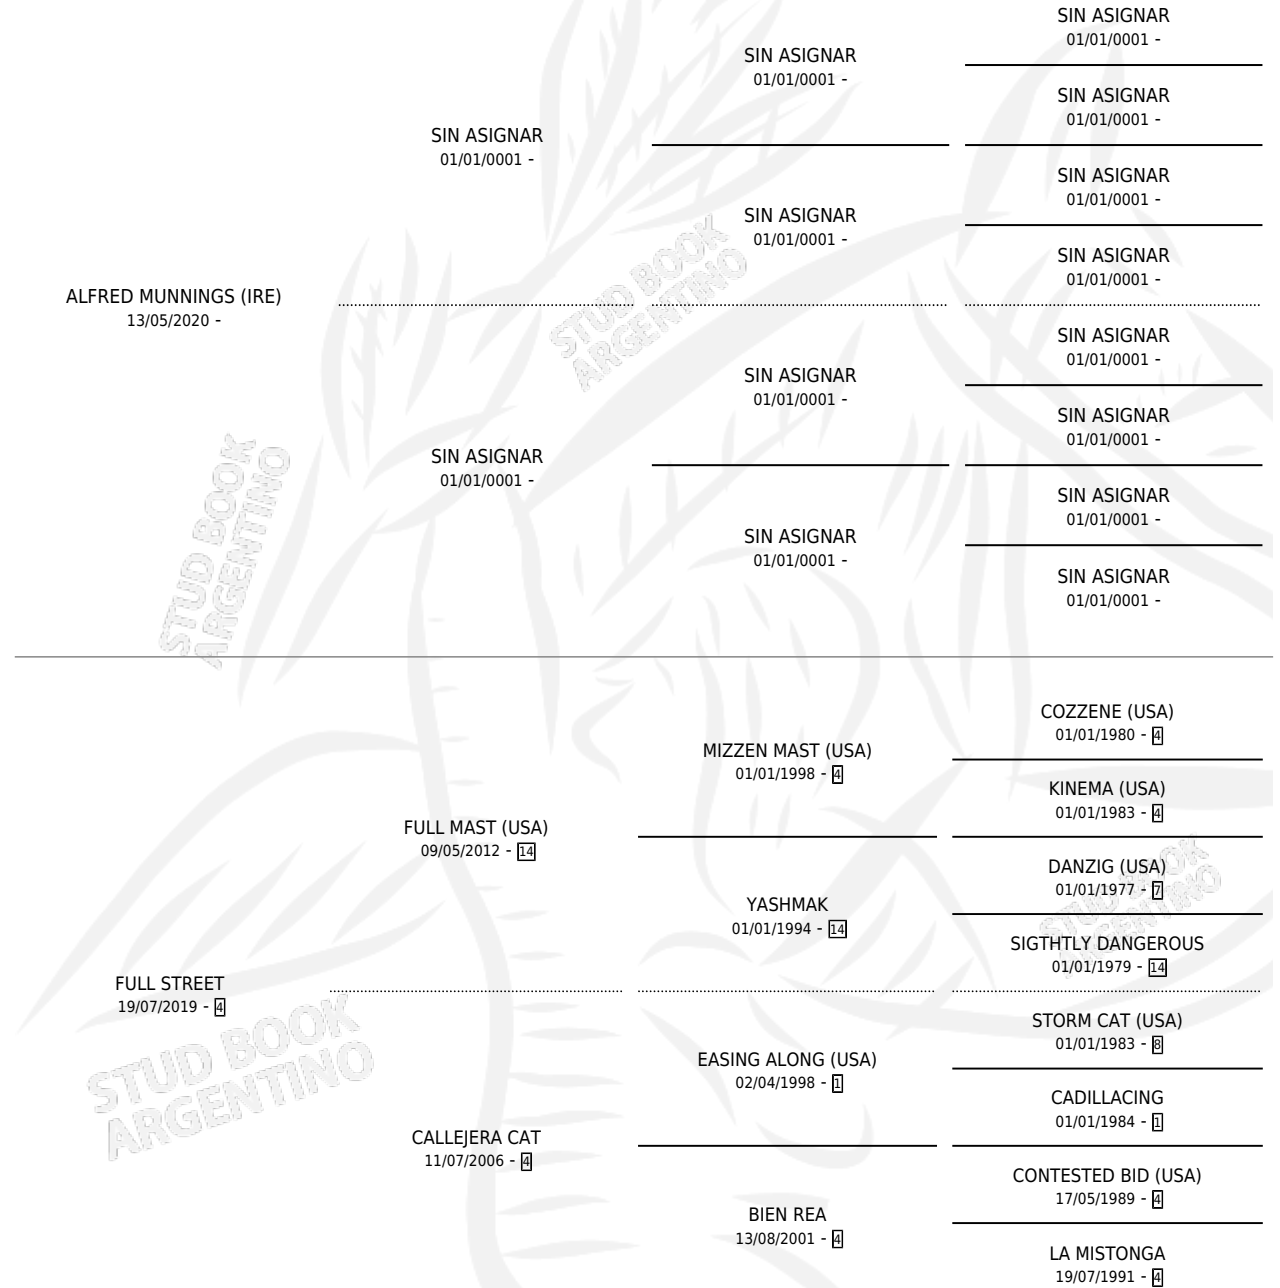 SIN ASIGNAR
01/01/0001 -
SIN ASIGNAR
01/01/0001 -
SIN ASIGNAR
01/01/0001 -
SIN ASIGNAR
01/01/0001 -
SIN ASIGNAR
01/01/0001 -
SIN ASIGNAR
01/01/0001 -
SIN ASIGNAR
01/01/0001 -
STUD BOOK
ARGENTINO
ALFRED MUNNINGS (IRE)
13/05/2020 -
SIN ASIGNAR
01/01/0001 -
SIN ASIGNAR
01/01/0001 -
SIN ASIGNAR
01/01/0001 -
SIN ASIGNAR
01/01/0001 -
SIN ASIGNAR
01/01/0001 -
SIN ASIGNAR
01/01/0001 -
SIN ASIGNAR
01/01/0001 -
STUD BOOK
ARGENTINO
COZZENE (USA)
01/01/1980 - 4
MIZZEN MAST (USA)
01/01/1998 - 4
KINEMA (USA)
01/01/1983 - 4
FULL MAST (USA)
09/05/2012 - 14
DANZIG (USA)
01/01/1977 - 7
YASHMAK
01/01/1994 - 14
SIGTHTLY DANGEROUS
01/01/1979 - 14
STUD BOOK
ARGENTINO
FULL STREET
19/07/2019 - 4
STORM CAT (USA)
01/01/1983 - 8
EASING ALONG (USA)
02/04/1998 - 1
CADILLACING
01/01/1984 - 1
STUD BOOK
ARGENTINO
CALLEJERA CAT
11/07/2006 - 4
CONTESTED BID (USA)
17/05/1989 - 4
BIEN REA
13/08/2001 - 4
LA MISTONGA
19/07/1991 - 4